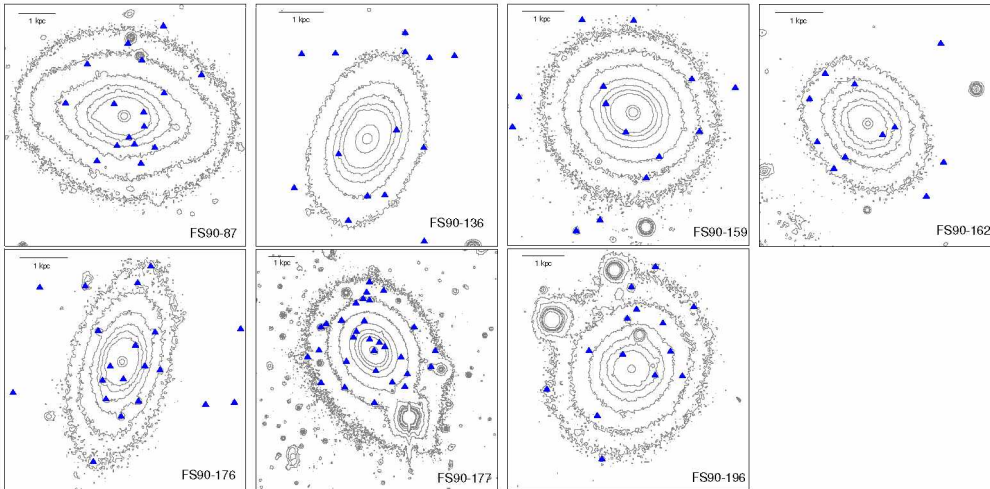 1 kpc
FS90-87
1 kpc
FS90-136
1 kpc
FS90-159
1 kpc
FS90-162
1 kpc
FS90-176
1 kpc
FS90-177
1 kpc
FS90-196